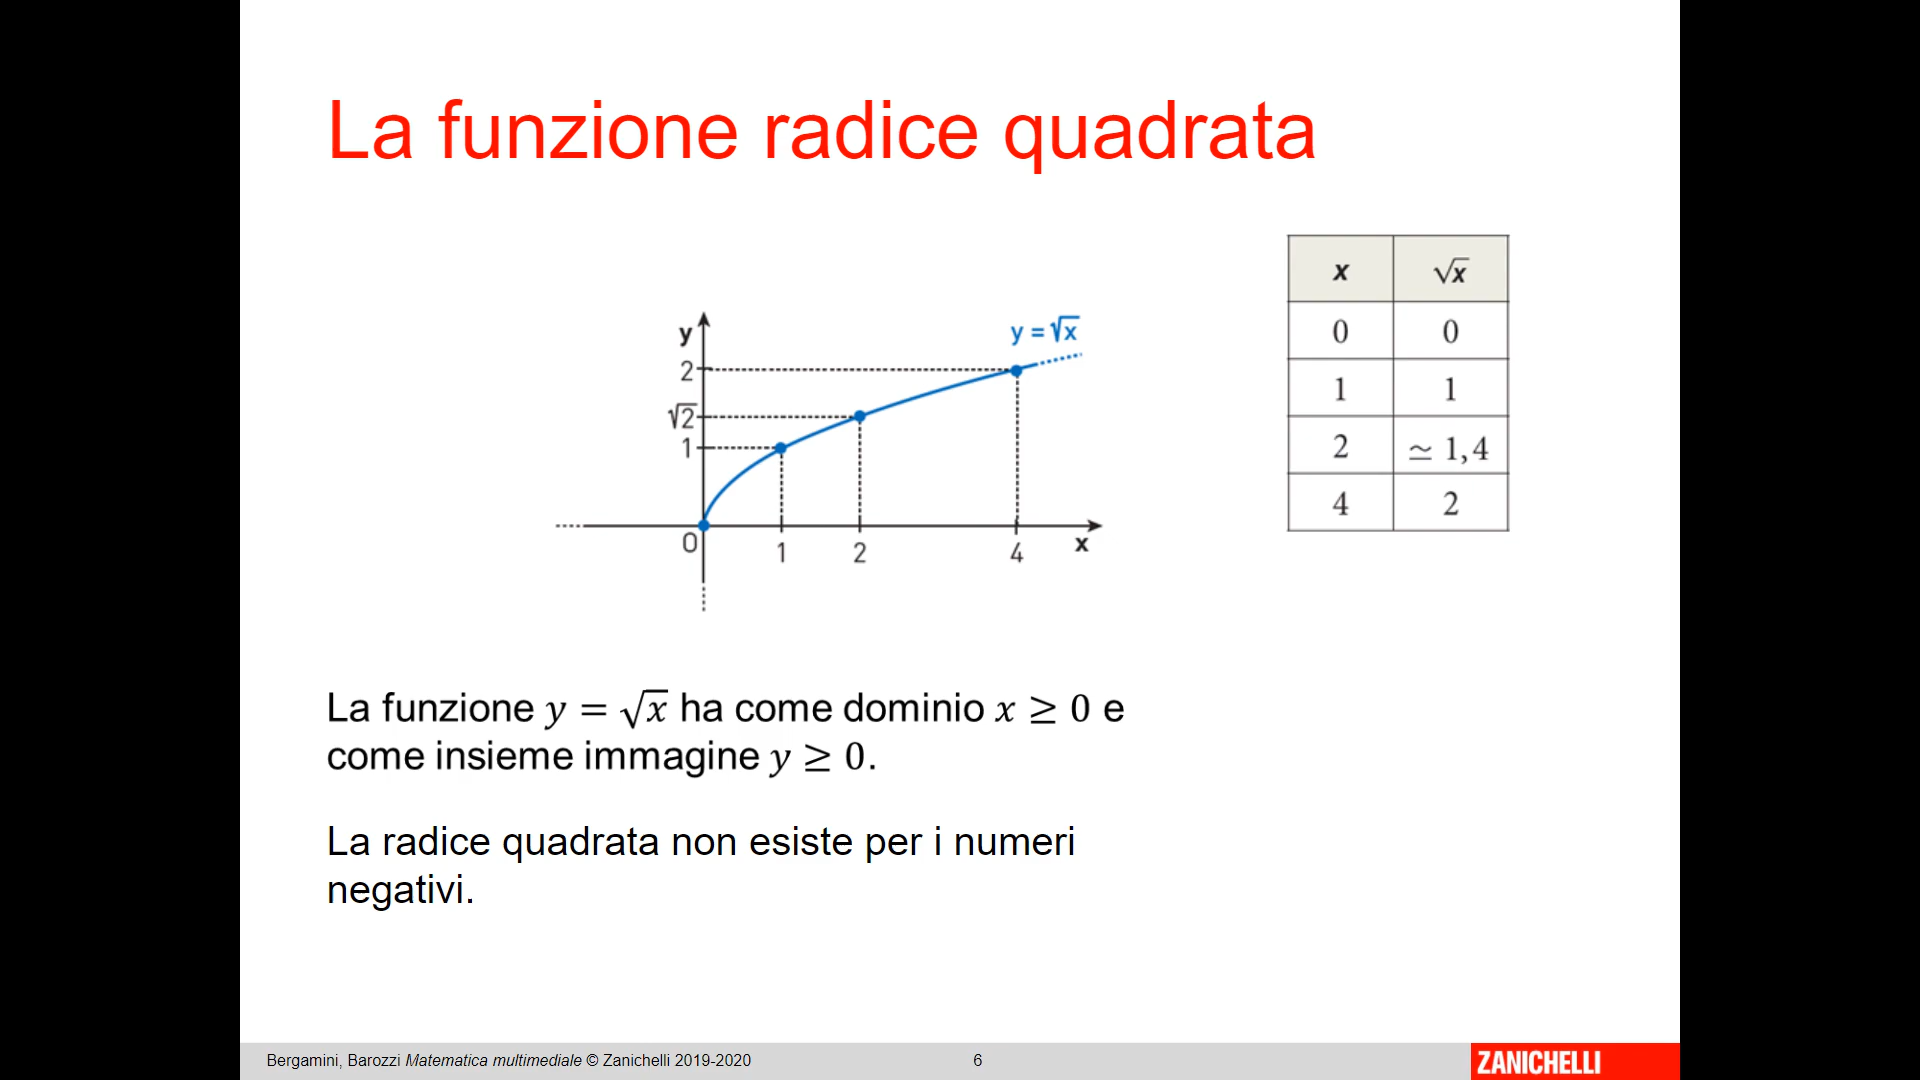 La funzione radice quadrata
y
y = √x
2
√2
1
0
1
2
4
x
x √x
0 0
1 1
2 ≃ 1,4
4 2
La funzione y = √x ha come dominio x ≥ 0 e
come insieme immagine y ≥ 0.
La radice quadrata non esiste per i numeri
negativi.
Bergamini, Barozzi Matematica multimediale © Zanichelli 2019-2020
6
ZANICHELLI